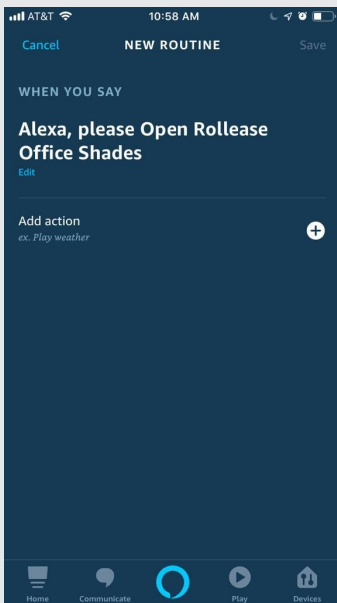 AT&T 10:58 AM
Cancel NEW ROUTINE Save
WHEN YOU SAY
Alexa, please Open Rollease
Office Shades
Edit
Add action
ex. Play weather
Home Communicate Play Devices